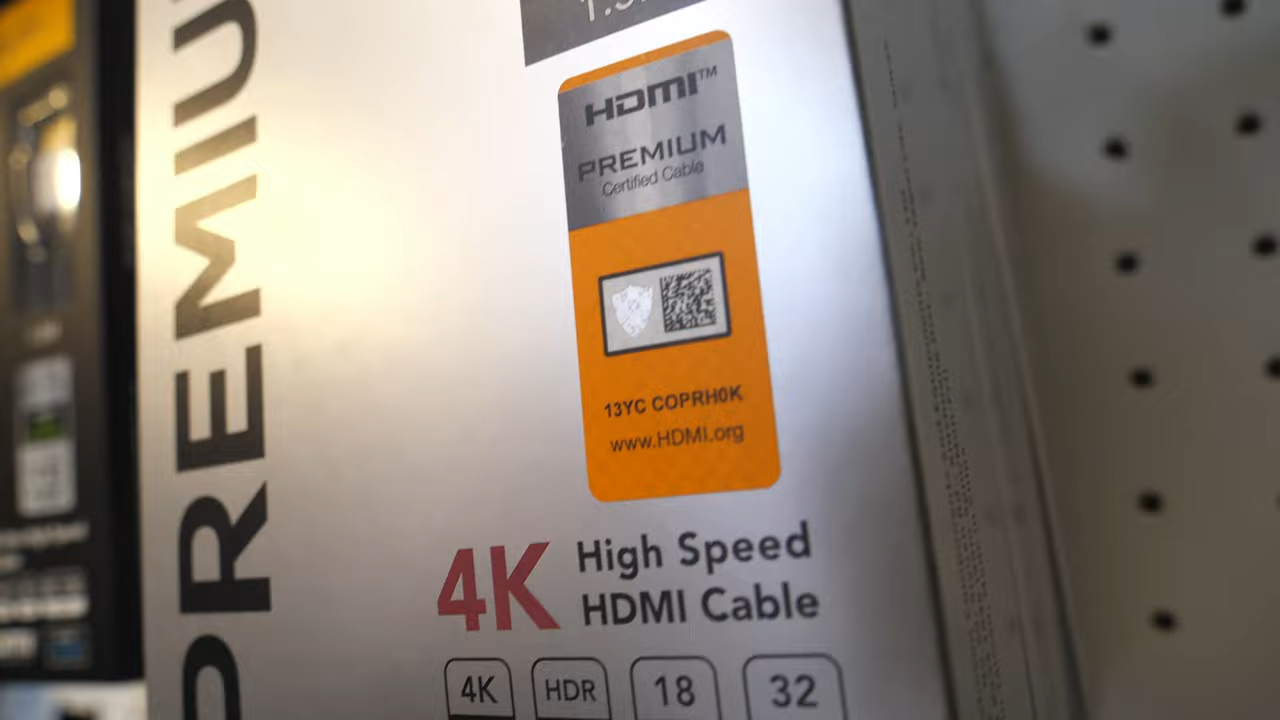 PREMIU
HDMI™
PREMIUM
Certified Cable
13YC COPRH0K
www.HDMI.org
4K High Speed
HDMI Cable
4K HDR 18 32